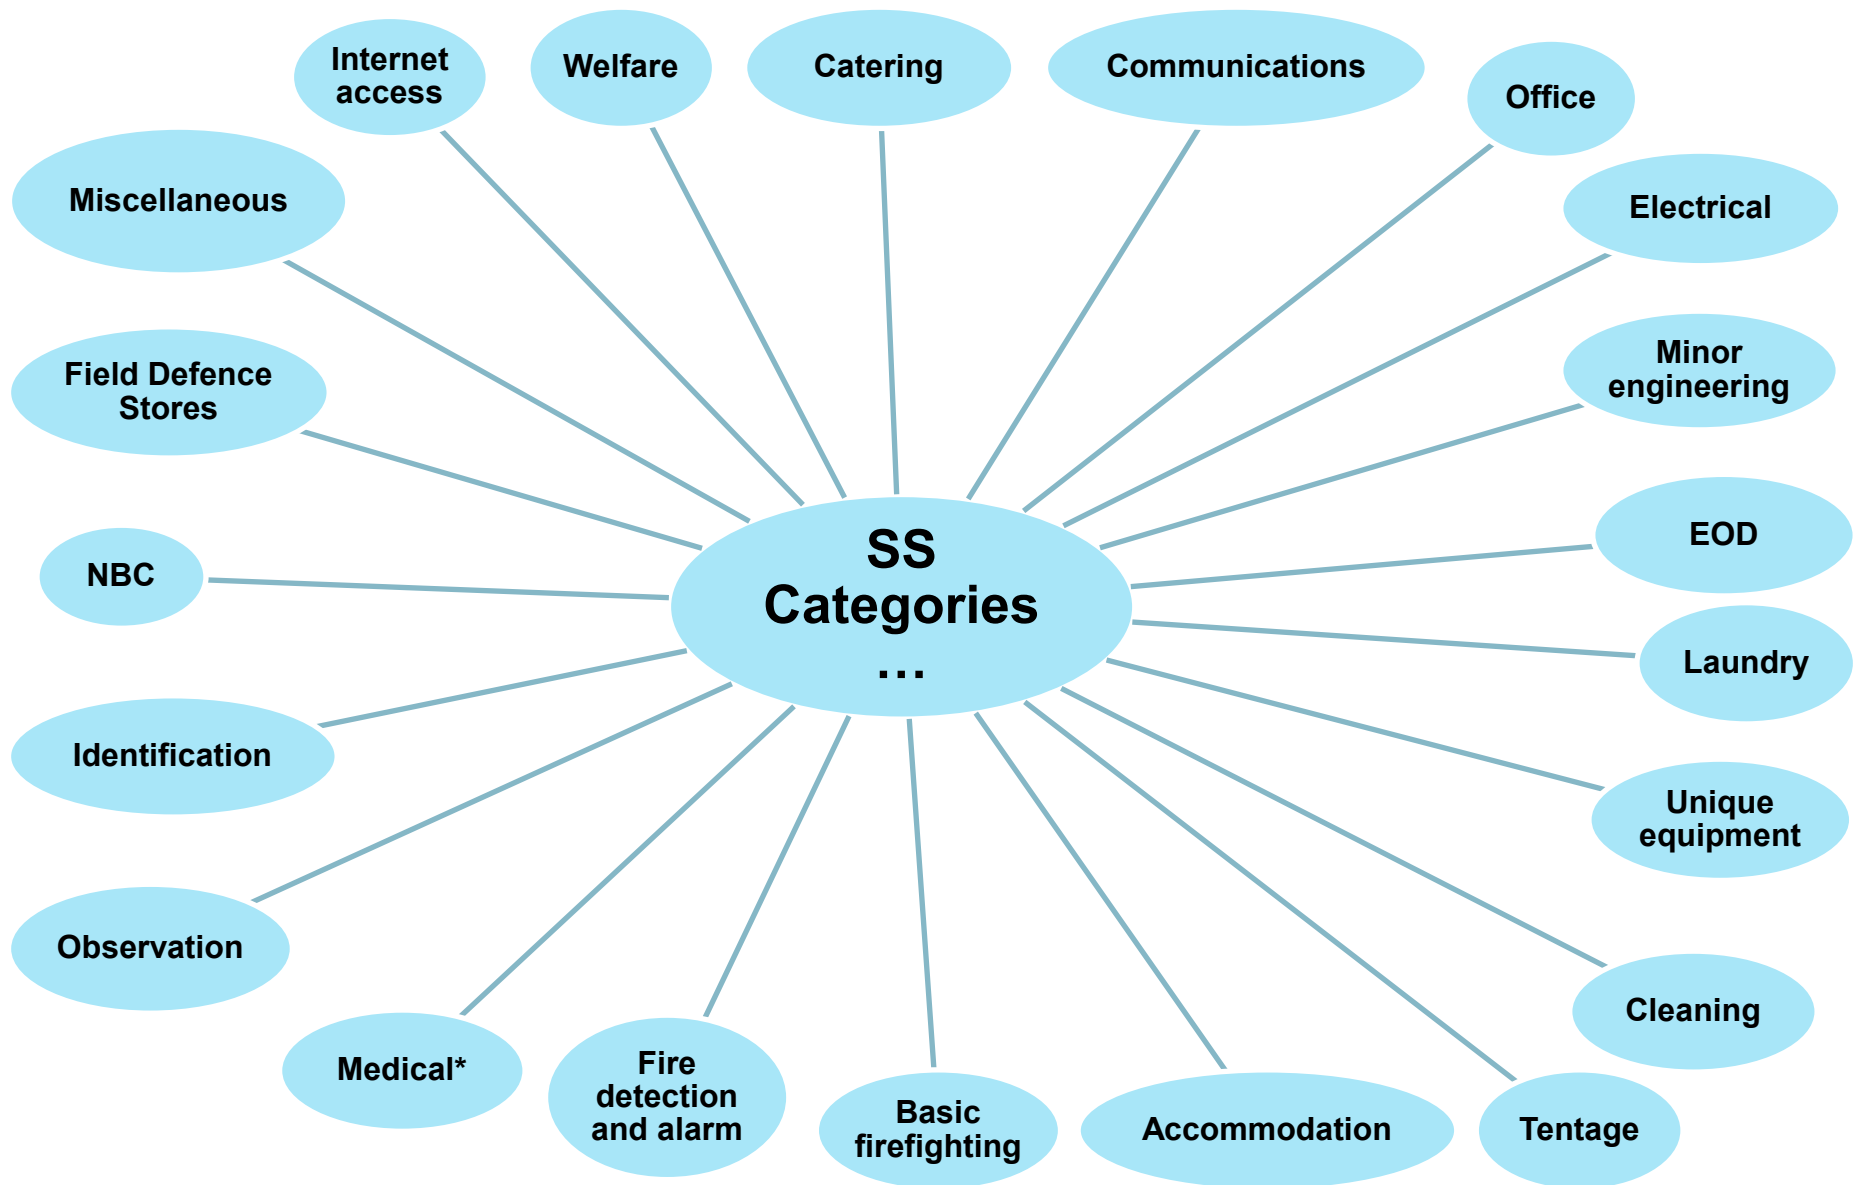 Internet
access
Welfare
Catering
Communications
Office
Electrical
Minor
engineering
EOD
Laundry
Unique
equipment
Cleaning
Tentage
Accommodation
Basic
firefighting
Fire
detection
and alarm
Medical*
Observation
Identification
NBC
Field Defence
Stores
Miscellaneous
SS
Categories
…